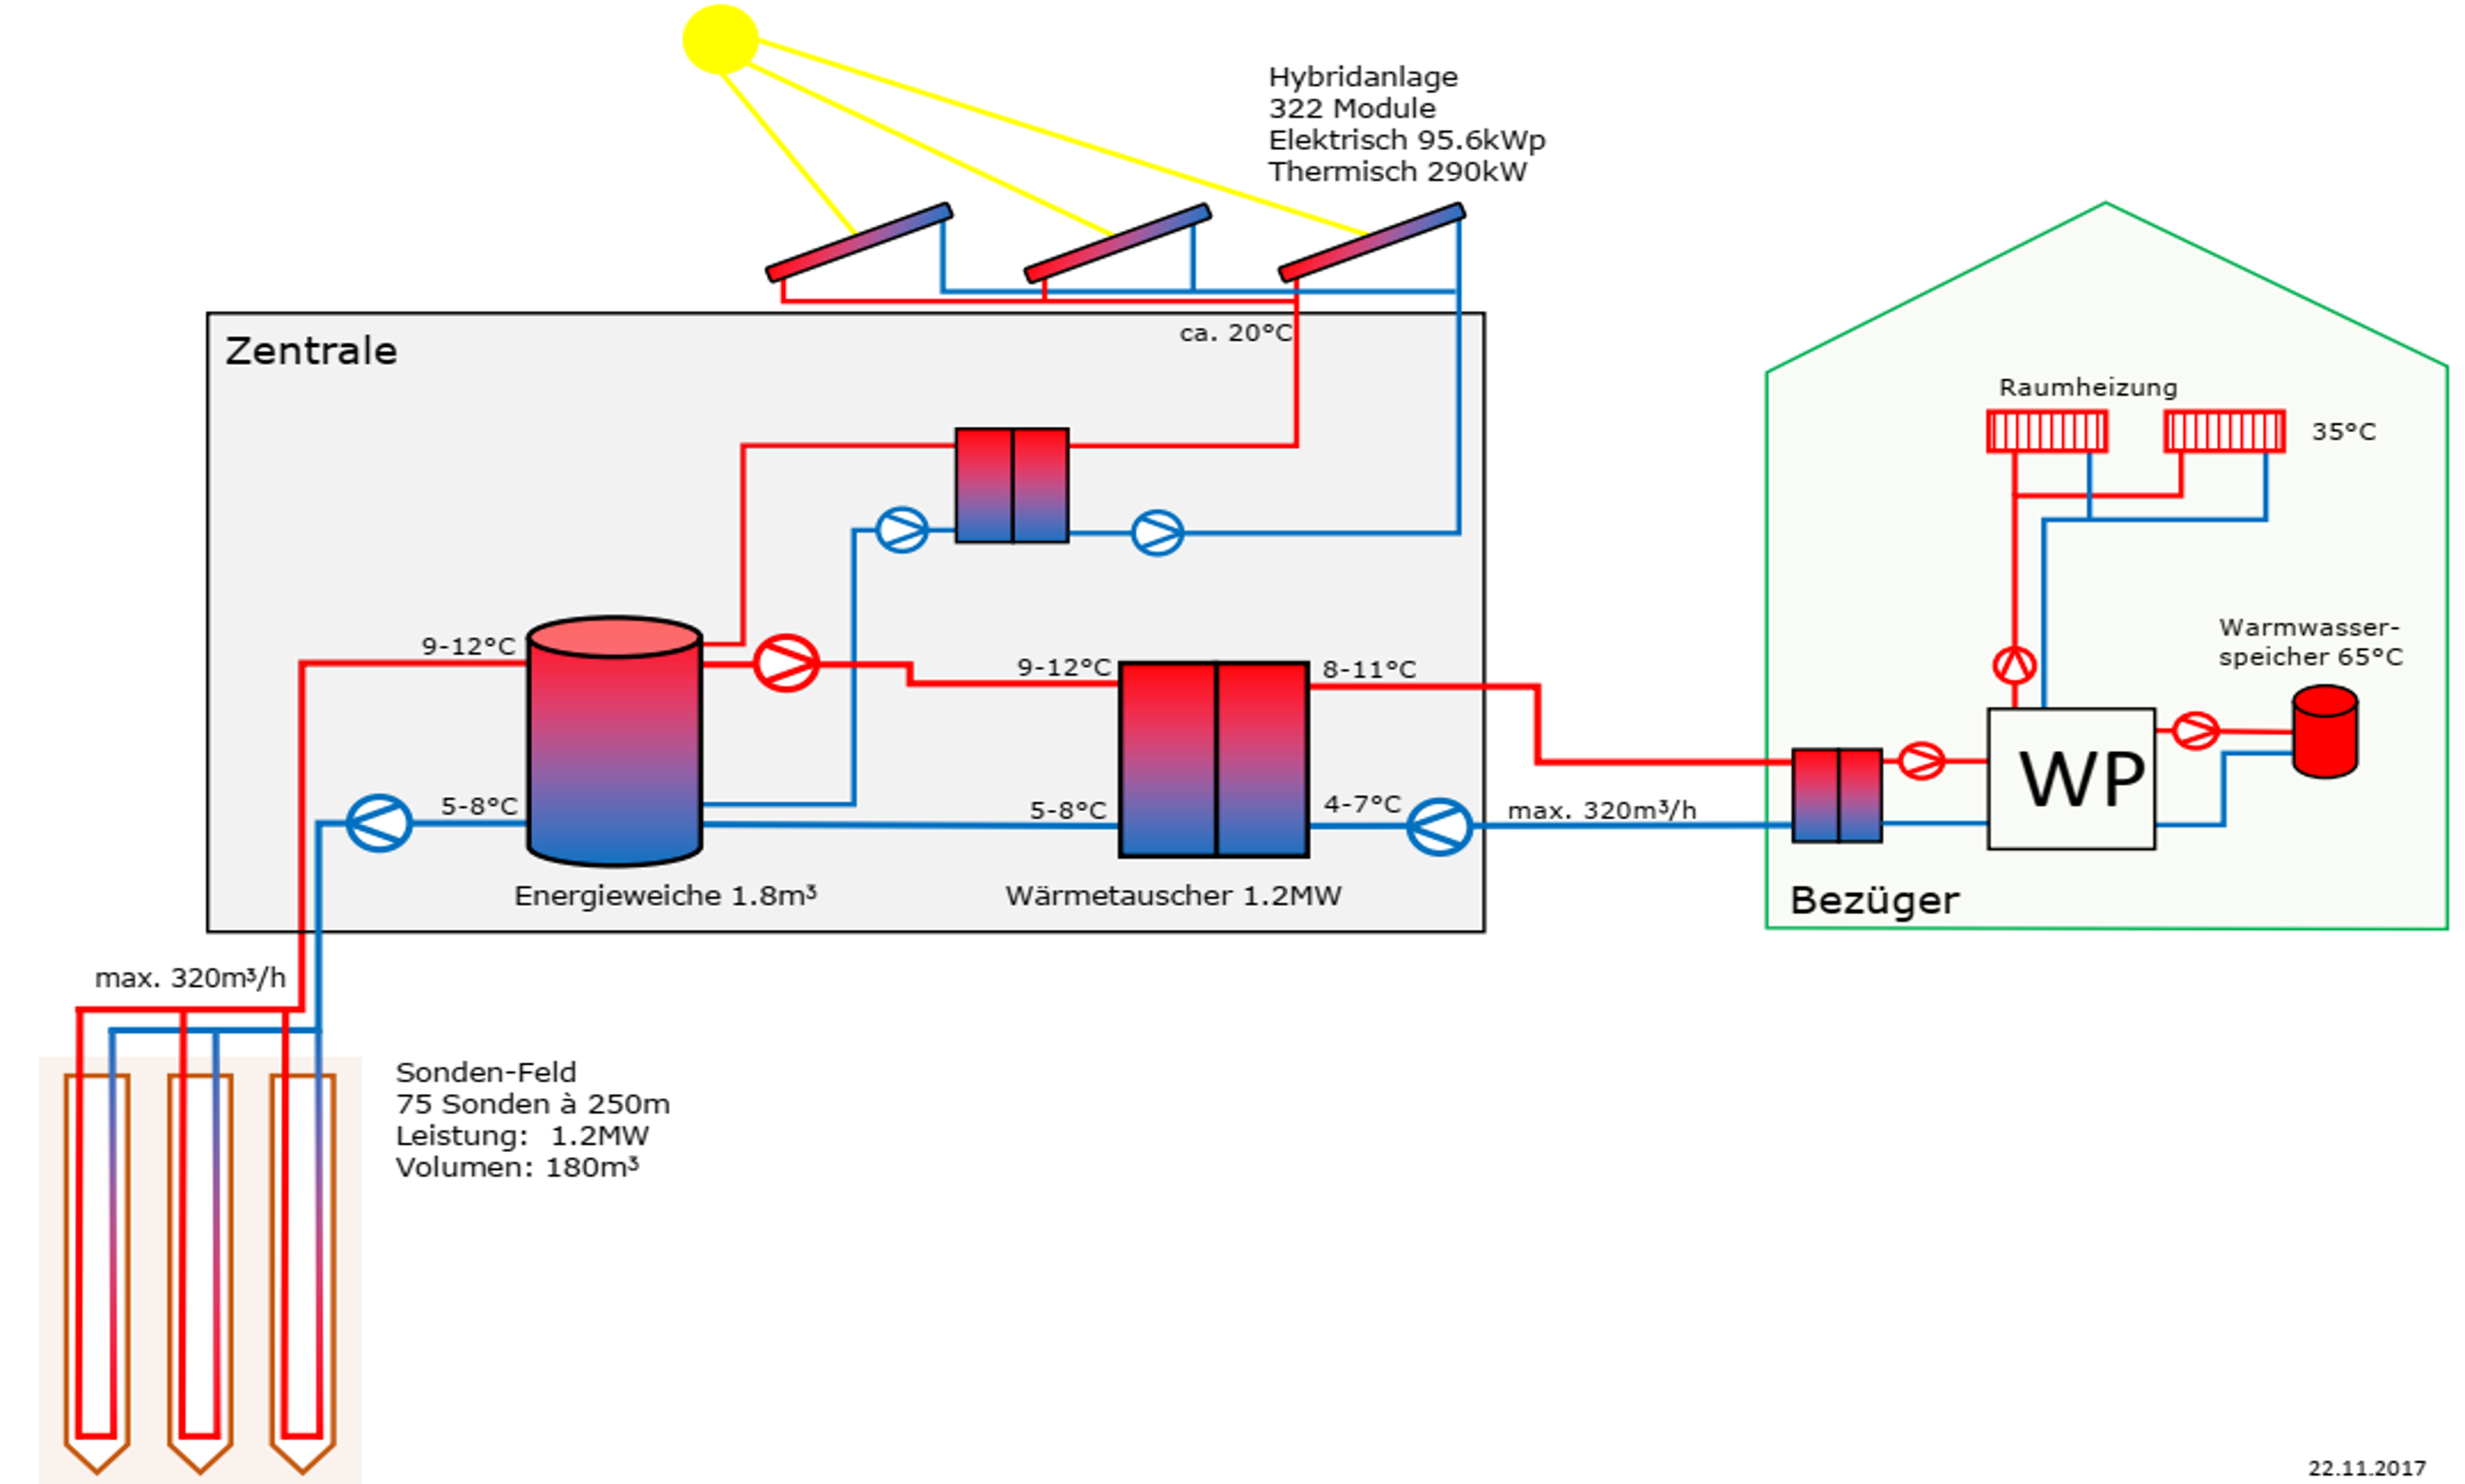 Hybridanlage
322 Module
Elektrisch 95.6kWp
Thermisch 290kW
Zentrale
ca. 20°C
Raumheizung
35°C
9-12°C
9-12°C
8-11°C
Warmwasser-
speicher 65°C
5-8°C
5-8°C
4-7°C
max. 320m³/h
WP
Energieweiche 1.8m³
Wärmetauscher 1.2MW
Bezüger
max. 320m³/h
Sonden-Feld
75 Sonden à 250m
Leistung: 1.2MW
Volumen: 180m³
22.11.2017